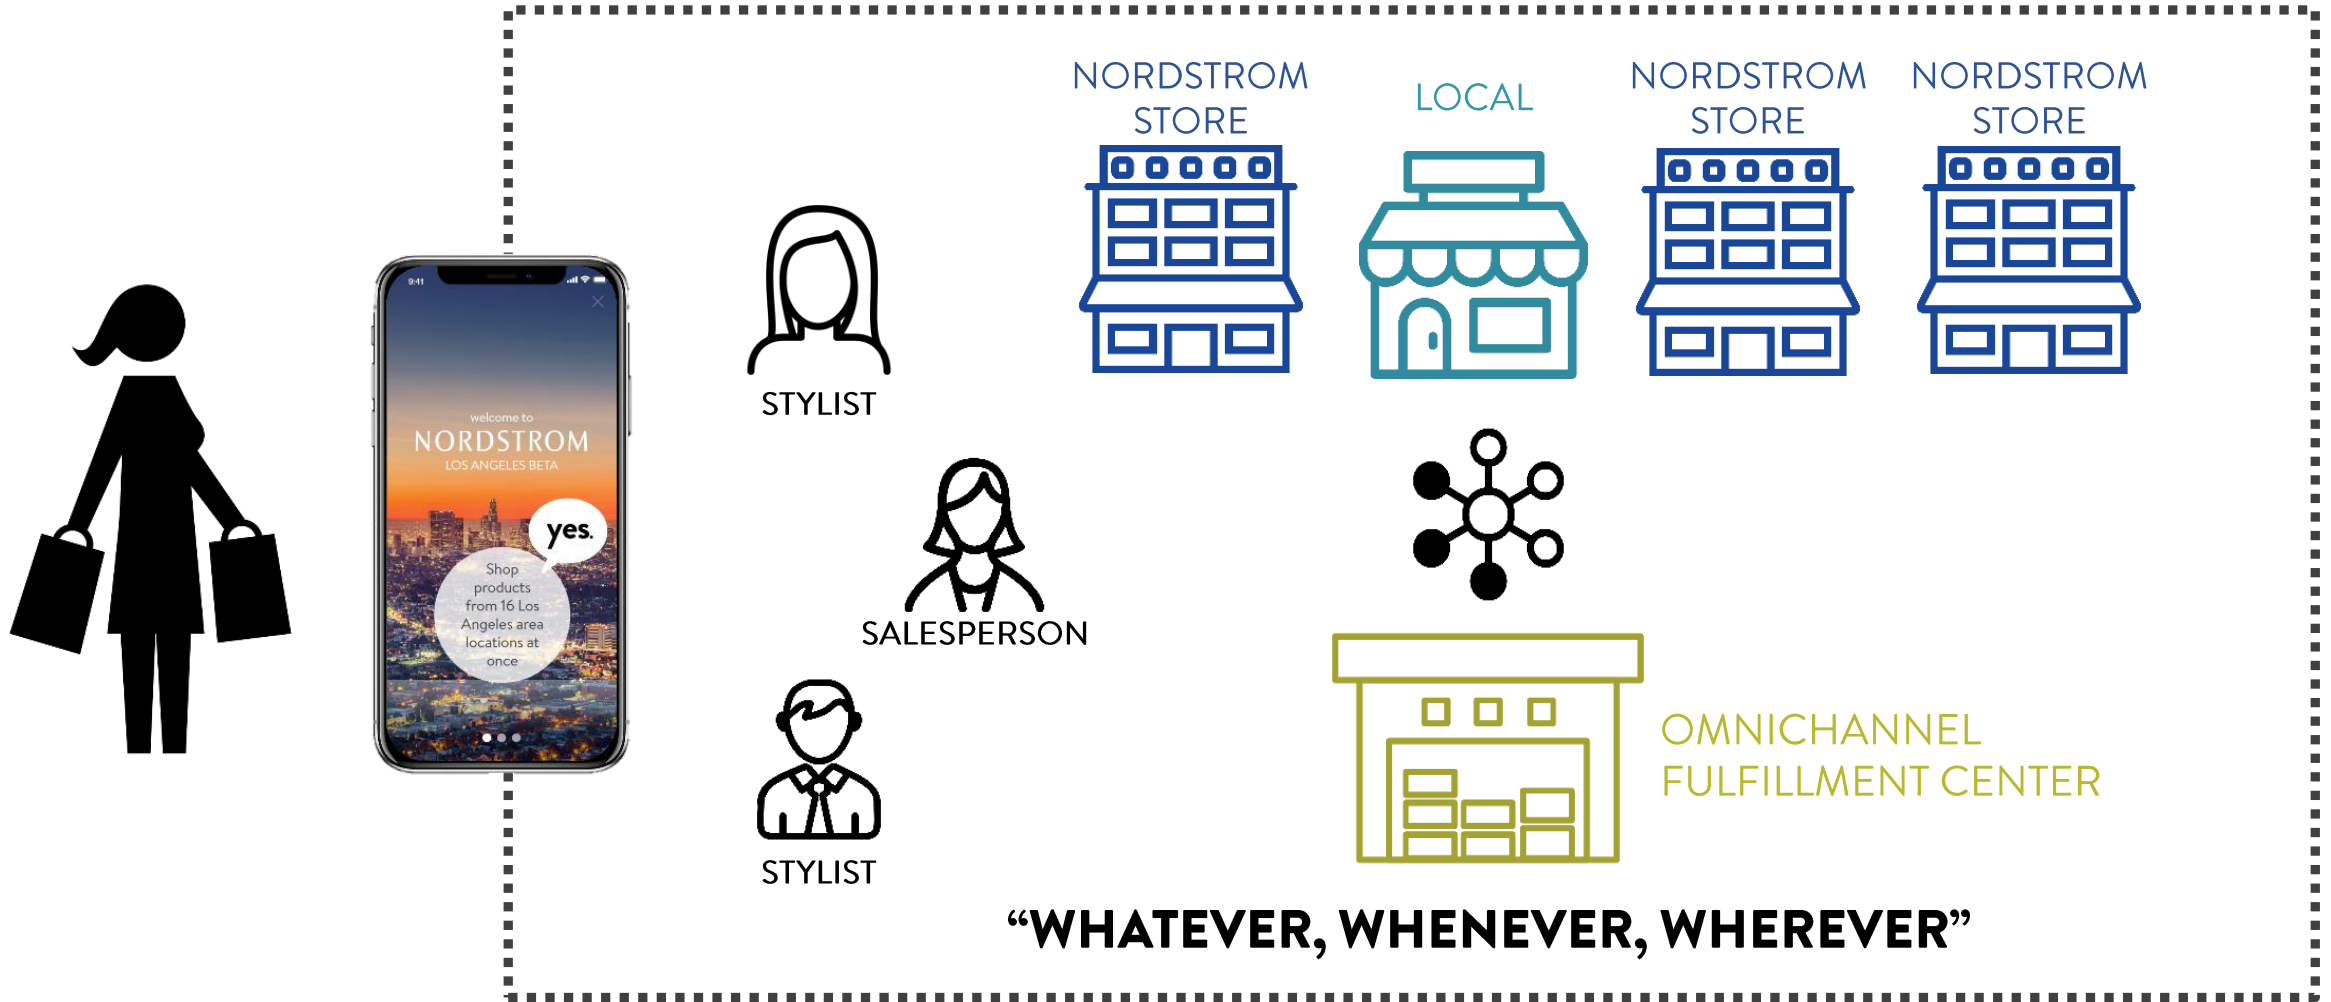 NORDSTROM
STORE
LOCAL
NORDSTROM
STORE
NORDSTROM
STORE
9:41
welcome to
NORDSTROM
LOS ANGELES BETA
yes.
Shop
products
from 16 Los
Angeles area
locations at
once
STYLIST
SALESPERSON
STYLIST
OMNICHANNEL
FULFILLMENT CENTER
“WHATEVER, WHENEVER, WHEREVER”